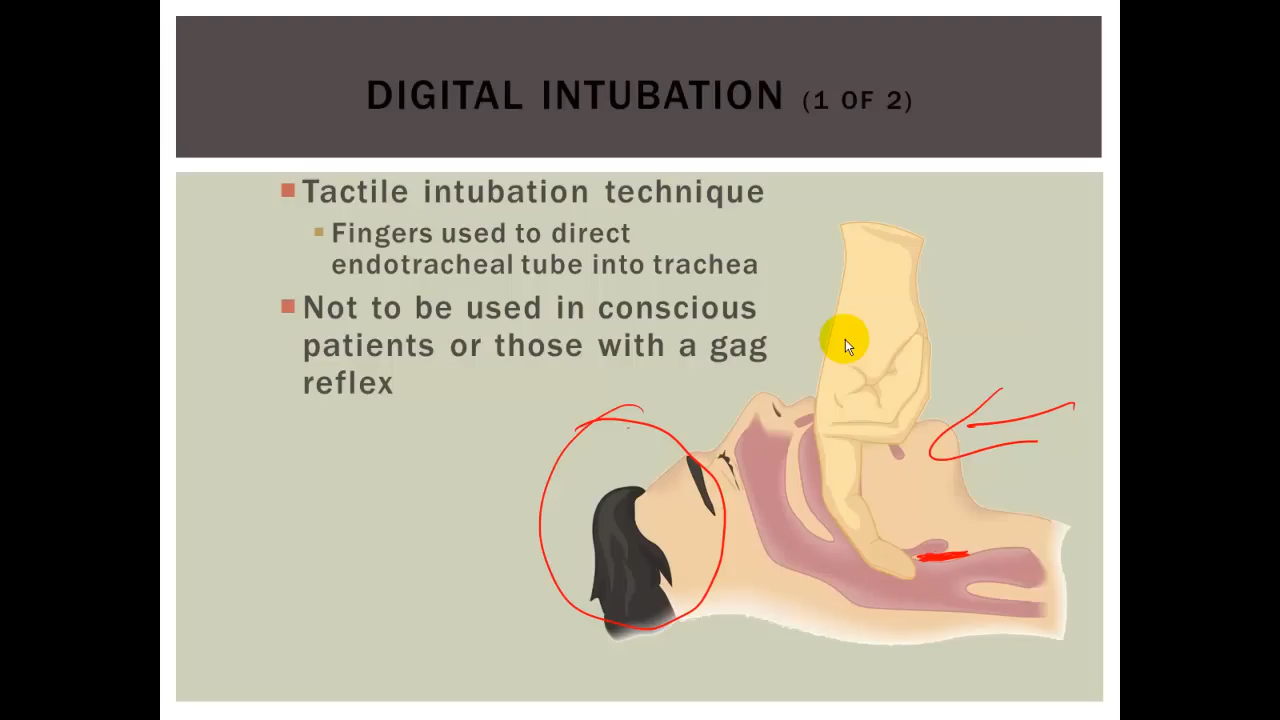 DIGITAL INTUBATION (1 OF 2)
Tactile intubation technique
Fingers used to direct
endotracheal tube into trachea
Not to be used in conscious
patients or those with a gag
reflex